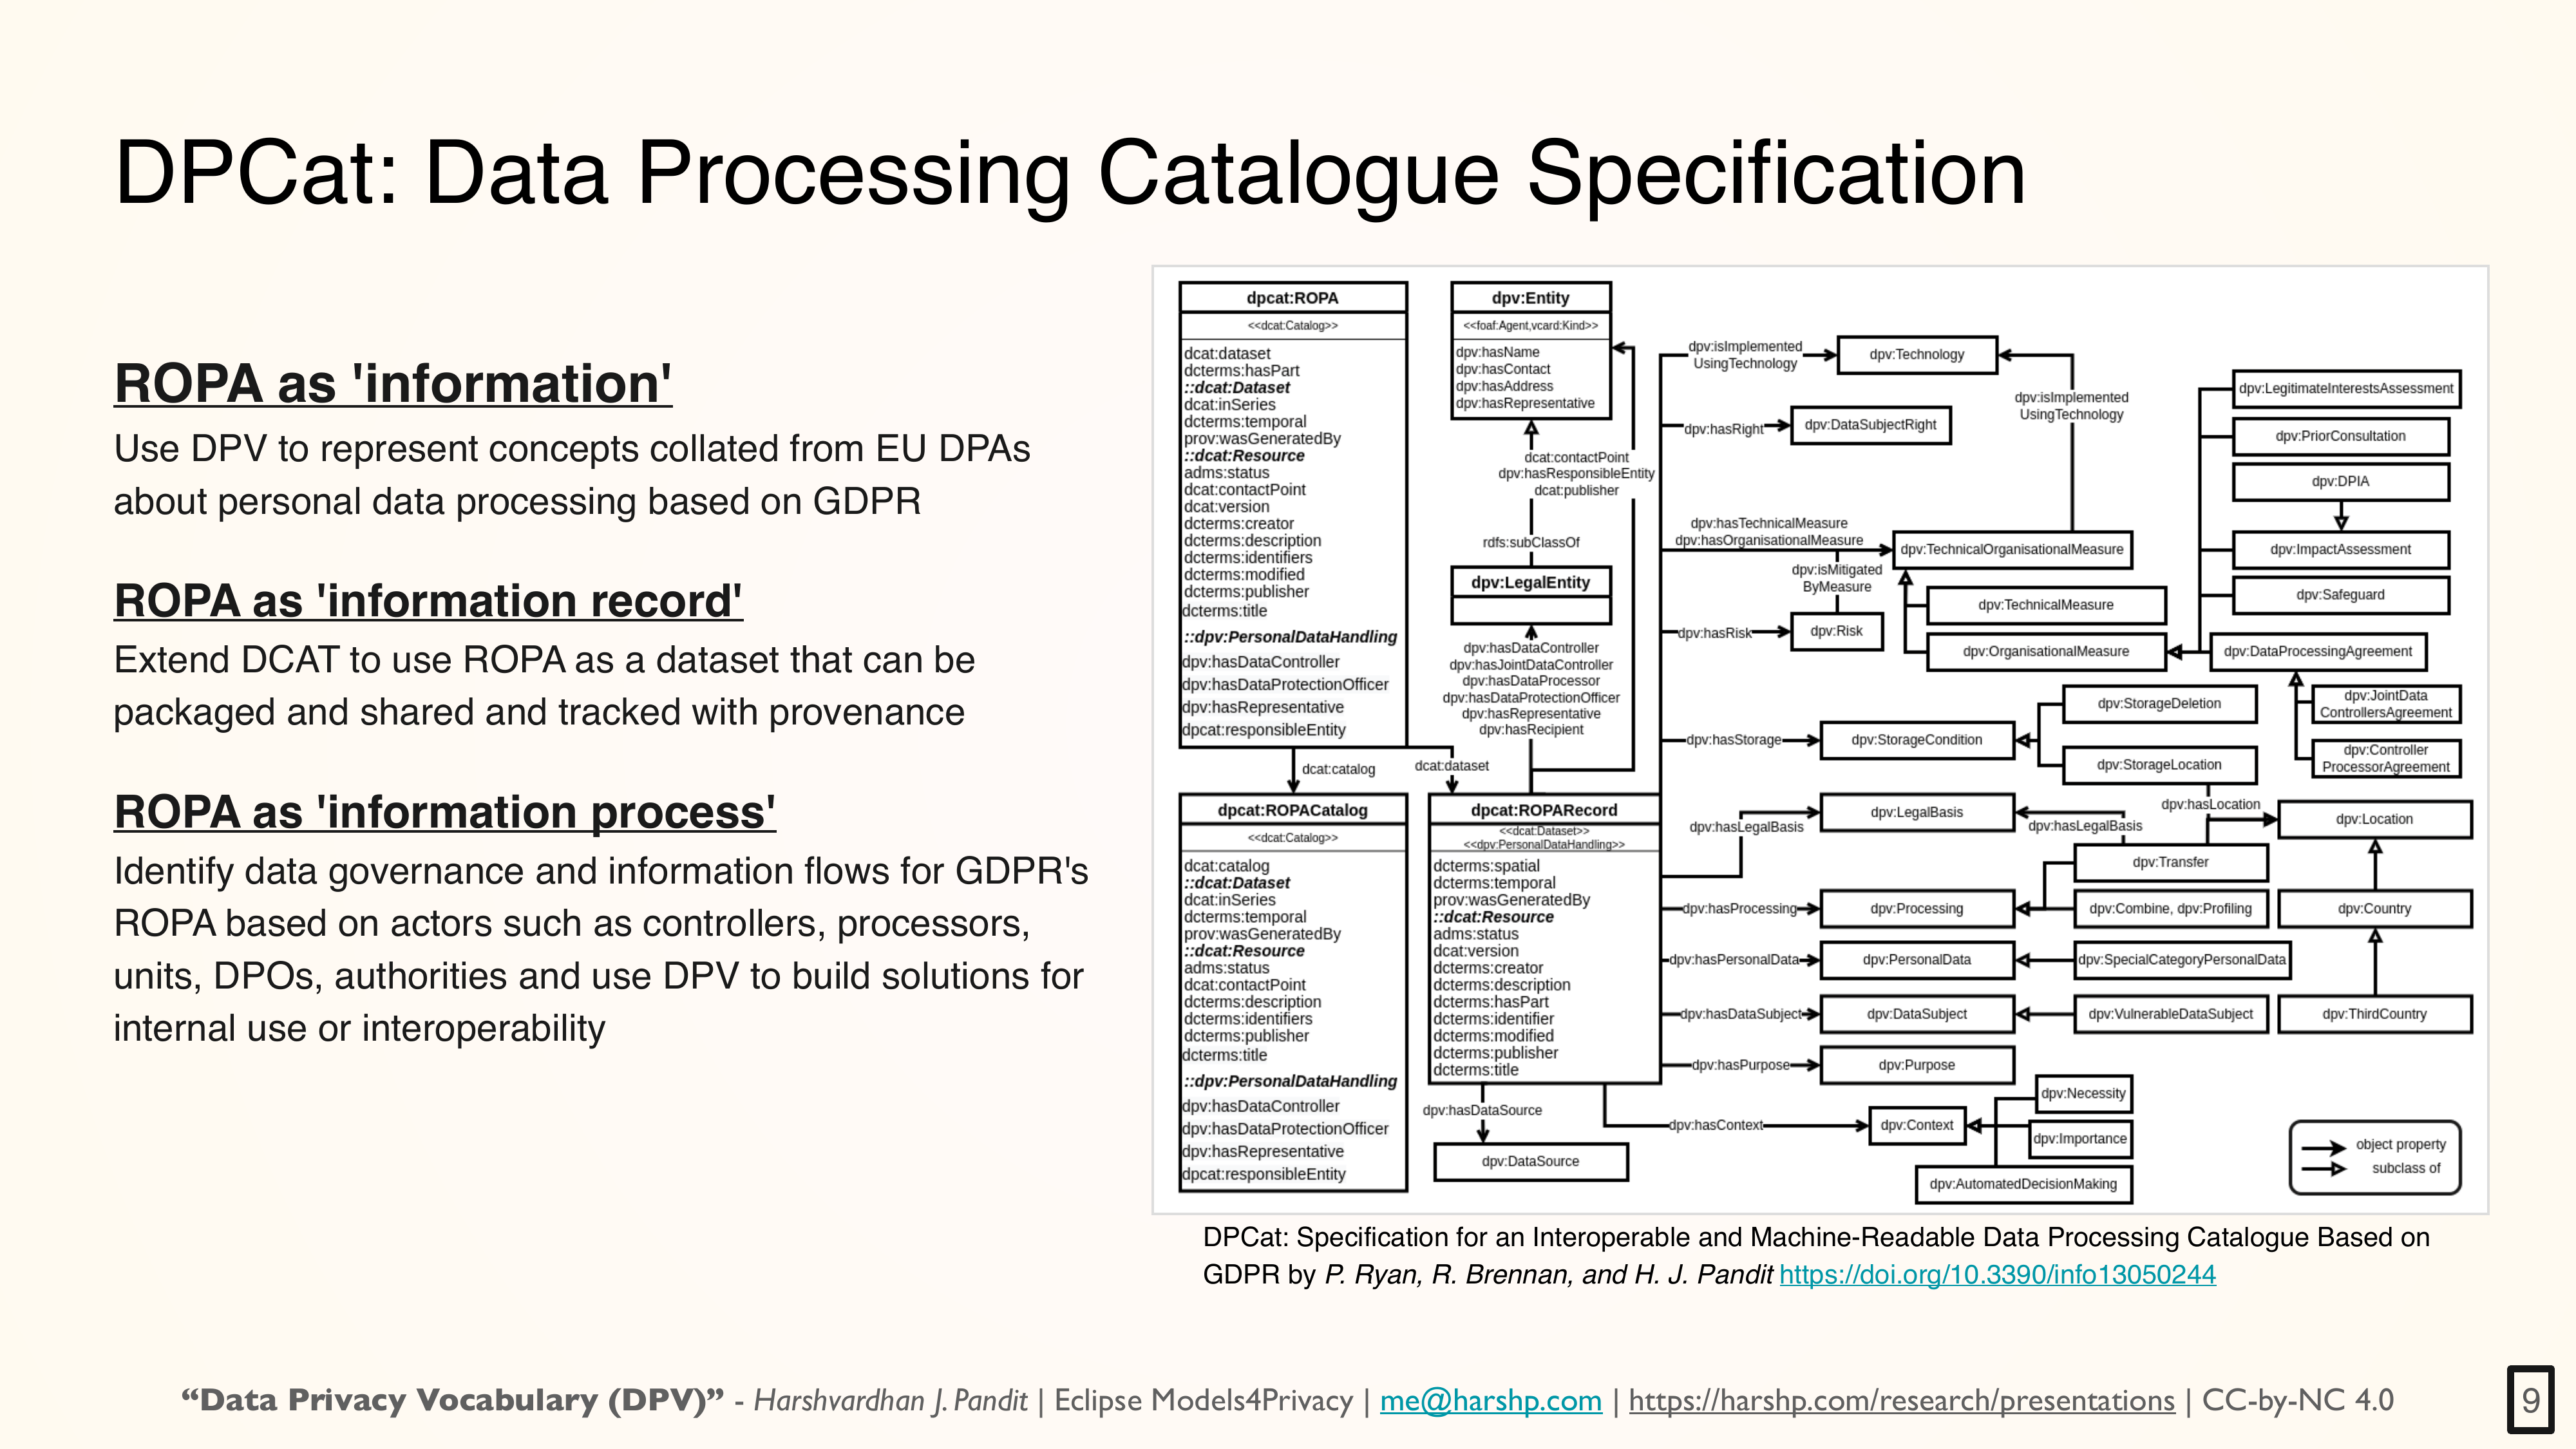 DPCat: Data Processing Catalogue Specification
ROPA as 'information'
Use DPV to represent concepts collated from EU DPAs
about personal data processing based on GDPR
ROPA as 'information record'
Extend DCAT to use ROPA as a dataset that can be
packaged and shared and tracked with provenance
ROPA as 'information process'
Identify data governance and information flows for GDPR's
ROPA based on actors such as controllers, processors,
units, DPOs, authorities and use DPV to build solutions for
internal use or interoperability
dpcat:ROPA
<<dcat:Catalog>>
dcat:dataset
dcterms:hasPart
::dcat:Dataset
dcat:inSeries
dcterms:temporal
prov:wasGeneratedBy
::dcat:Resource
adms:status
dcat:contactPoint
dcat:version
dcterms:creator
dcterms:description
dcterms:identifiers
dcterms:modified
dcterms:publisher
dcterms:title
::dpv:PersonalDataHandling
dpv:hasDataController
dpv:hasDataProtectionOfficer
dpv:hasRepresentative
dpcat:responsibleEntity
dcat:catalog
dcat:dataset
dpcat:ROPACatalog
<<dcat:Catalog>>
dcat:catalog
::dcat:Dataset
dcat:inSeries
dcterms:temporal
prov:wasGeneratedBy
::dcat:Resource
adms:status
dcat:contactPoint
dcterms:description
dcterms:identifiers
dcterms:publisher
dcterms:title
::dpv:PersonalDataHandling
dpv:hasDataController
dpv:hasDataProtectionOfficer
dpv:hasRepresentative
dpcat:responsibleEntity
dpv:Entity
<<foaf:Agent,vcard:Kind>>
dpv:hasName
dpv:hasContact
dpv:hasAddress
dpv:hasRepresentative
dcat:contactPoint
dpv:hasResponsibleEntity
dcat:publisher
rdfs:subClassOf
dpv:LegalEntity
dpv:hasDataController
dpv:hasJointDataController
dpv:hasDataProcessor
dpv:hasDataProtectionOfficer
dpv:hasRepresentative
dpv:hasRecipient
dpcat:ROPARecord
<<dcat:Dataset>>
<<dpv:PersonalDataHandling>>
dcterms:spatial
dcterms:temporal
prov:wasGeneratedBy
::dcat:Resource
adms:status
dcat:version
dcterms:creator
dcterms:description
dcterms:hasPart
dcterms:identifier
dcterms:modified
dcterms:publisher
dcterms:title
dpv:hasDataSource
dpv:DataSource
dpv:isImplemented
UsingTechnology
dpv:Technology
dpv:isImplemented
UsingTechnology
dpv:hasRight
dpv:DataSubjectRight
dpv:hasTechnicalMeasure
dpv:hasOrganisationalMeasure
dpv:TechnicalOrganisationalMeasure
dpv:isMitigated
ByMeasure
dpv:hasRisk
dpv:Risk
dpv:TechnicalMeasure
dpv:OrganisationalMeasure
dpv:LegitimateInterestsAssessment
dpv:PriorConsultation
dpv:DPIA
dpv:ImpactAssessment
dpv:Safeguard
dpv:DataProcessingAgreement
dpv:JointData
ControllersAgreement
dpv:Controller
ProcessorAgreement
dpv:hasStorage
dpv:StorageCondition
dpv:StorageDeletion
dpv:StorageLocation
dpv:hasLocation
dpv:hasLegalBasis
dpv:LegalBasis
dpv:hasLegalBasis
dpv:Location
dpv:Transfer
dpv:hasProcessing
dpv:Processing
dpv:Combine, dpv:Profiling
dpv:Country
dpv:hasPersonalData
dpv:PersonalData
dpv:SpecialCategoryPersonalData
dpv:hasDataSubject
dpv:DataSubject
dpv:VulnerableDataSubject
dpv:ThirdCountry
dpv:hasPurpose
dpv:Purpose
dpv:hasContext
dpv:Context
dpv:Necessity
dpv:Importance
dpv:AutomatedDecisionMaking
object property
subclass of
DPCat: Specification for an Interoperable and Machine-Readable Data Processing Catalogue Based on
GDPR by P. Ryan, R. Brennan, and H. J. Pandit https://doi.org/10.3390/info13050244
“Data Privacy Vocabulary (DPV)” - Harshvardhan J. Pandit | Eclipse Models4Privacy | me@harshp.com | https://harshp.com/research/presentations | CC-by-NC 4.0
9